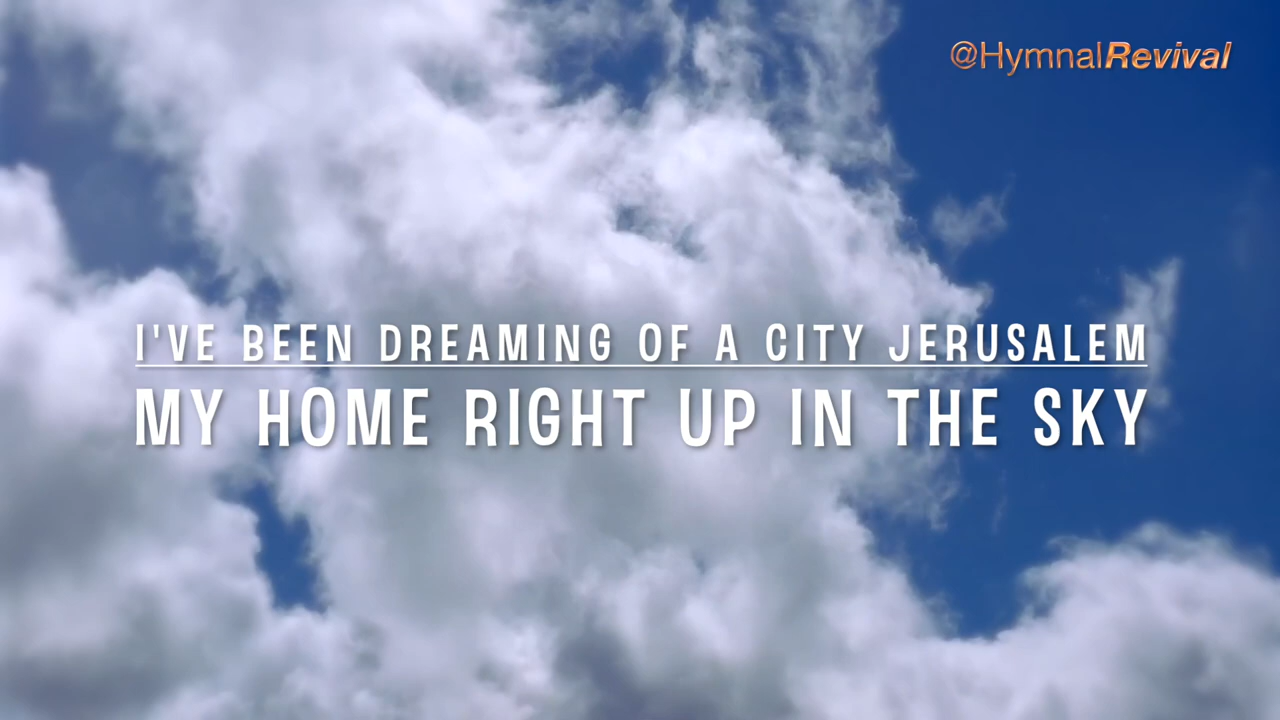 @HymnalRevival
I'VE BEEN DREAMING OF A CITY JERUSALEM
MY HOME RIGHT UP IN THE SKY